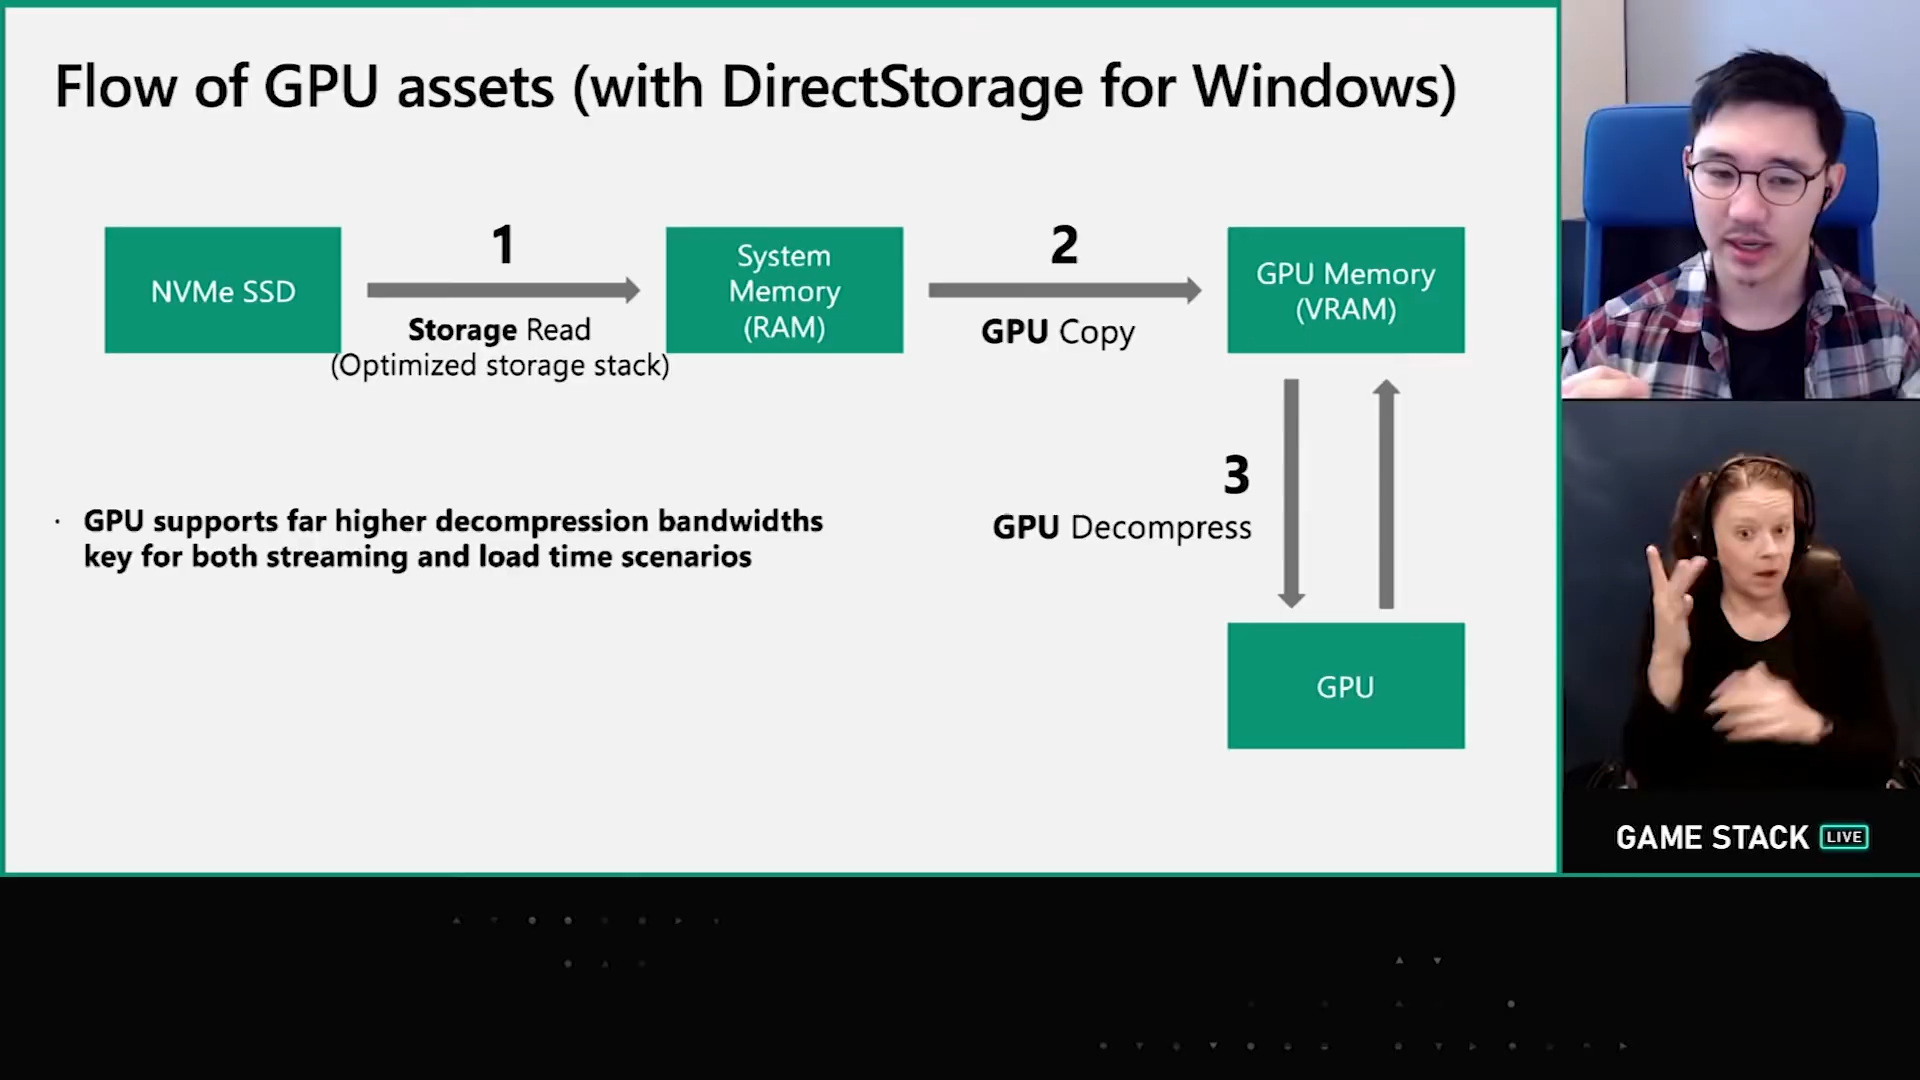 Flow of GPU assets (with DirectStorage for Windows)
NVMe SSD
1
Storage Read
(Optimized storage stack)
System
Memory
(RAM)
2
GPU Copy
GPU Memory
(VRAM)
3
GPU Decompress
GPU
· GPU supports far higher decompression bandwidths
key for both streaming and load time scenarios
GAME STACK LIVE